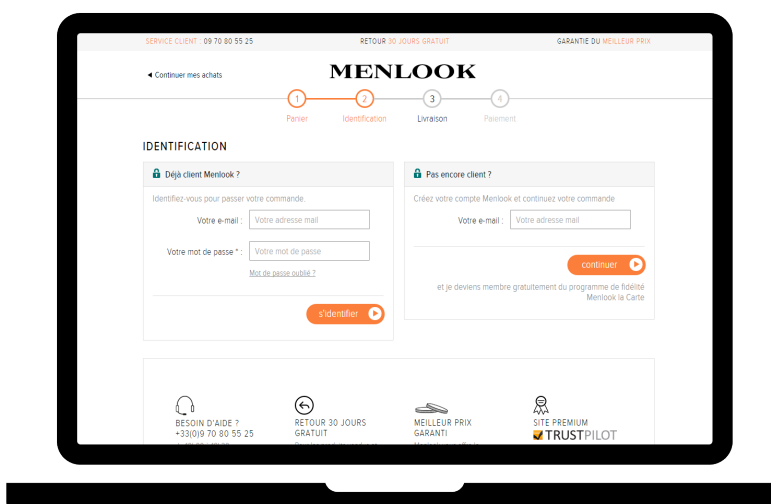 SERVICE CLIENT : 09 70 80 55 25
RETOUR 30 JOURS GRATUIT
GARANTIE DU MEILLEUR PRIX
◄ Continuer mes achats
MENLOOK
1 2 3 4
Panier Identification Livraison Paiement
IDENTIFICATION
Déjà client Menlook ?
Identifiez-vous pour passer votre commande.
Votre e-mail : Votre adresse mail
Votre mot de passe * : Votre mot de passe
Mot de passe oublié ?
s'identifier
Pas encore client ?
Créez votre compte Menlook et continuez votre commande
Votre e-mail : Votre adresse mail
continuer
et je deviens membre gratuitement du programme de fidélité
Menlook la Carte
BESOIN D'AIDE ?
+33(0)9 70 80 55 25
RETOUR 30 JOURS
GRATUIT
MEILLEUR PRIX
GARANTI
SITE PREMIUM
TRUSTPILOT